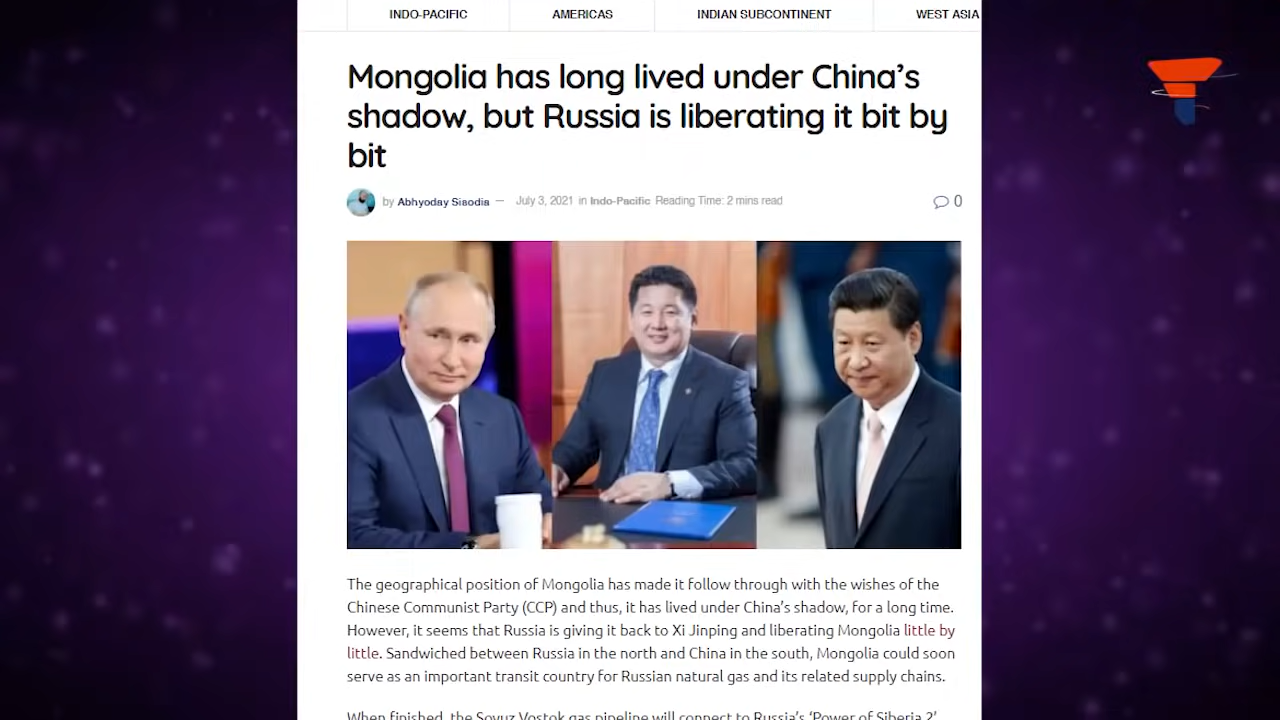 INDO-PACIFIC AMERICAS INDIAN SUBCONTINENT WEST ASIA
Mongolia has long lived under China's
shadow, but Russia is liberating it bit by
bit
by Abhyoday Sisodia — July 3, 2021 in Indo-Pacific Reading Time: 2 mins read 0
The geographical position of Mongolia has made it follow through with the wishes of the
Chinese Communist Party (CCP) and thus, it has lived under China's shadow, for a long time.
However, it seems that Russia is giving it back to Xi Jinping and liberating Mongolia little by
little. Sandwiched between Russia in the north and China in the south, Mongolia could soon
serve as an important transit country for Russian natural gas and its related supply chains.
When finished, the Soyuz Vostok gas pipeline will connect to Russia's 'Power of Siberia 2'